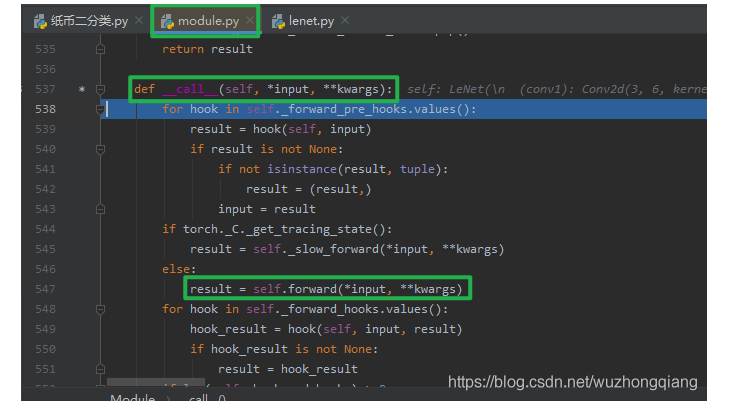 纸币二分类.py × module.py × lenet.py ×
535 return result
536
537 * def __call__(self, *input, **kwargs): self: LeNet(\n (conv1): Conv2d(3, 6, kerne
538 for hook in self._forward_pre_hooks.values():
539 result = hook(self, input)
540 if result is not None:
541 if not isinstance(result, tuple):
542 result = (result,)
543 input = result
544 if torch._C._get_tracing_state():
545 result = self._slow_forward(*input, **kwargs)
546 else:
547 result = self.forward(*input, **kwargs)
548 for hook in self._forward_hooks.values():
549 hook_result = hook(self, input, result)
550 if hook_result is not None:
551 result = hook_result
https://blog.csdn.net/wuzhongqiang